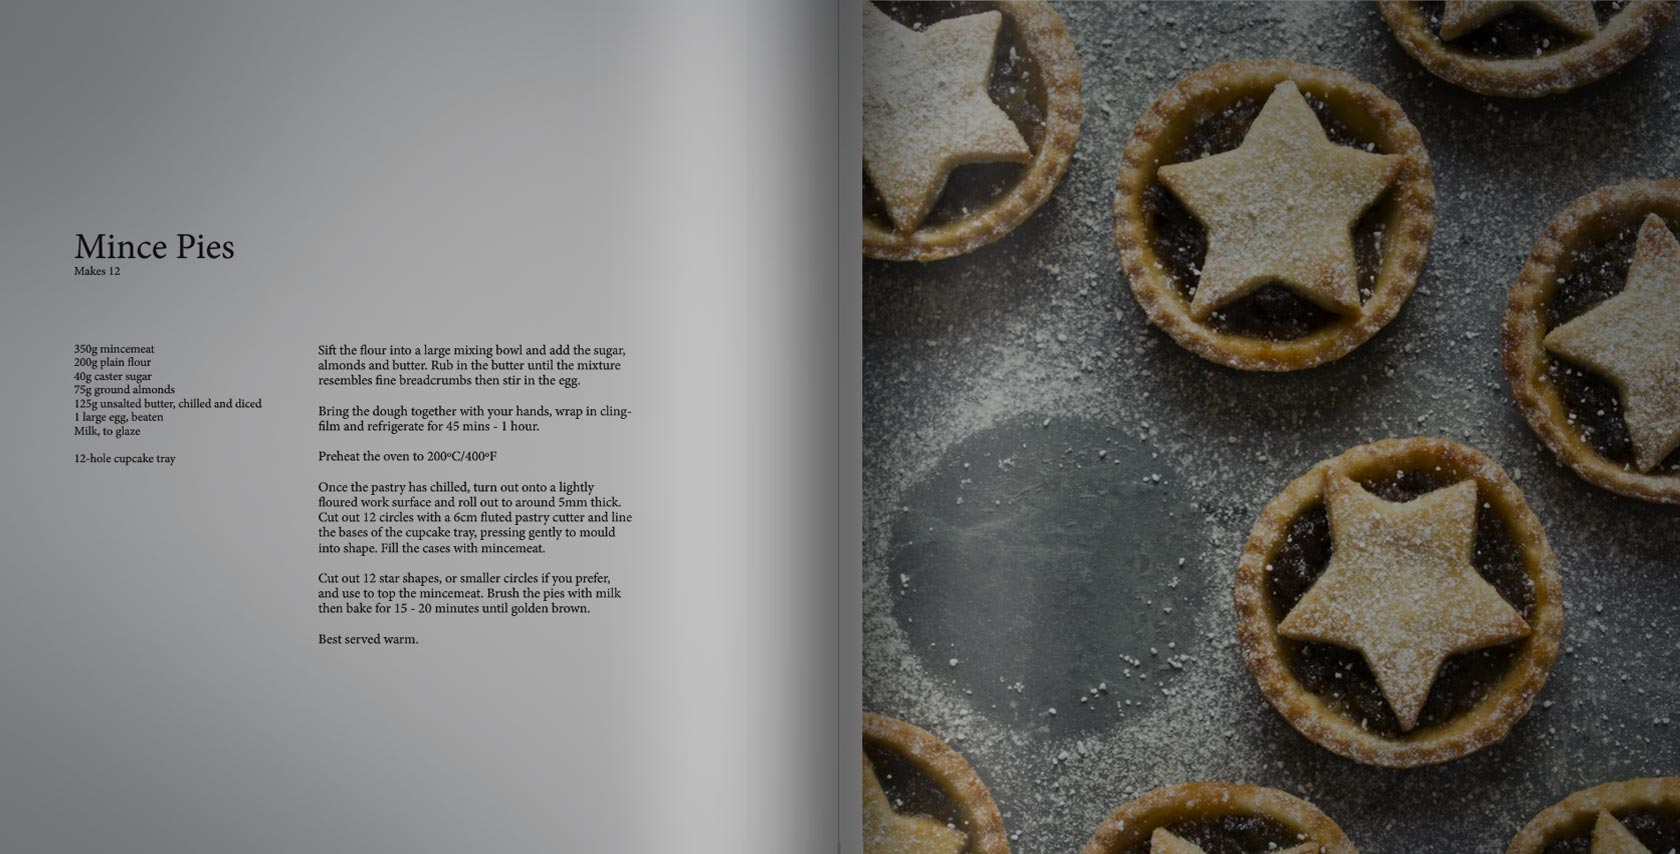 Mince Pies
Makes 12
350g mincemeat
200g plain flour
40g caster sugar
75g ground almonds
125g unsalted butter, chilled and diced
1 large egg, beaten
Milk, to glaze
12-hole cupcake tray
Sift the flour into a large mixing bowl and add the sugar,
almonds and butter. Rub in the butter until the mixture
resembles fine breadcrumbs then stir in the egg.
Bring the dough together with your hands, wrap in cling-
film and refrigerate for 45 mins - 1 hour.
Preheat the oven to 200ºC/400ºF
Once the pastry has chilled, turn out onto a lightly
floured work surface and roll out to around 5mm thick.
Cut out 12 circles with a 6cm fluted pastry cutter and line
the bases of the cupcake tray, pressing gently to mould
into shape. Fill the cases with mincemeat.
Cut out 12 star shapes, or smaller circles if you prefer,
and use to top the mincemeat. Brush the pies with milk
then bake for 15 - 20 minutes until golden brown.
Best served warm.